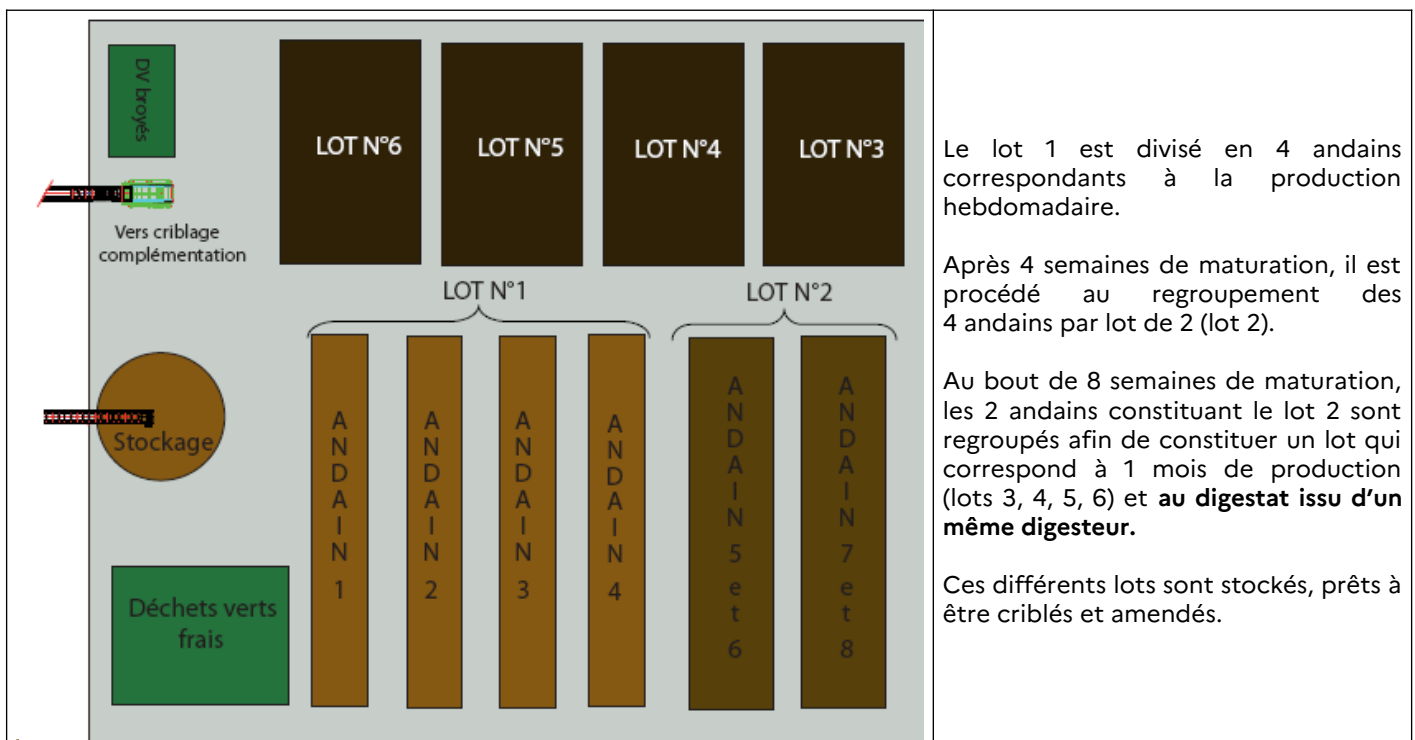 DV broyés
LOT N°6
LOT N°5
LOT N°4
LOT N°3
Vers criblage
complémentation
LOT N°1
LOT N°2
Stockage
ANDAIN 1
ANDAIN 2
ANDAIN 3
ANDAIN 4
ANDAIN 5 et 6
ANDAIN 7 et 8
Déchets verts
frais
Le lot 1 est divisé en 4 andains
correspondants à la production
hebdomadaire.
Après 4 semaines de maturation, il est
procédé au regroupement des
4 andains par lot de 2 (lot 2).
Au bout de 8 semaines de maturation,
les 2 andains constituant le lot 2 sont
regroupés afin de constituer un lot qui
correspond à 1 mois de production
(lots 3, 4, 5, 6) et au digestat issu d’un
même digesteur.
Ces différents lots sont stockés, prêts à
être criblés et amendés.